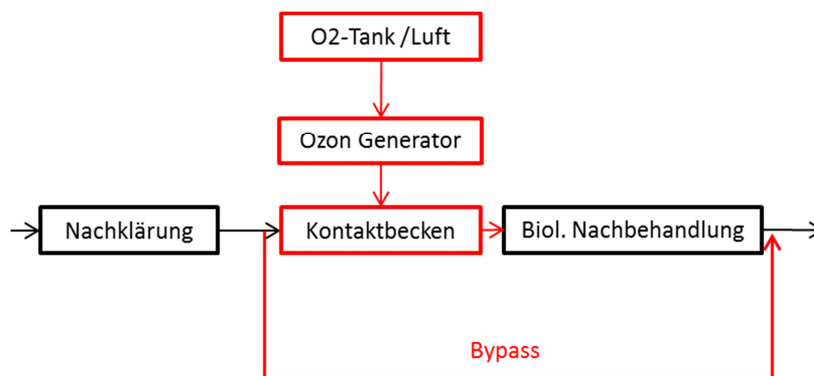 O2-Tank /Luft
Ozon Generator
Nachklärung
Kontaktbecken
Biol. Nachbehandlung
Bypass